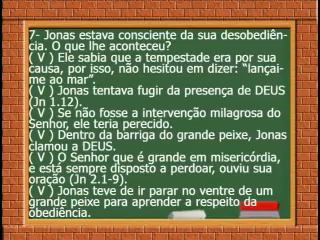 7- Jonas estava consciente da sua desobediên-
cia. O que lhe aconteceu?
( V ) Ele sabia que a tempestade era por sua
causa, por isso, não hesitou em dizer: “lançai-
me ao mar”.
( V ) Jonas tentava fugir da presença de DEUS
(Jn 1.12).
( V ) Se não fosse a intervenção milagrosa do
Senhor, ele teria perecido.
( V ) Dentro da barriga do grande peixe, Jonas
clamou a DEUS.
( V ) O Senhor que é grande em misericórdia,
e está sempre disposto a perdoar, ouviu sua
oração (Jn 2.1-9).
( V ) Jonas teve de ir parar no ventre de um
grande peixe para aprender a respeito da
obediência.